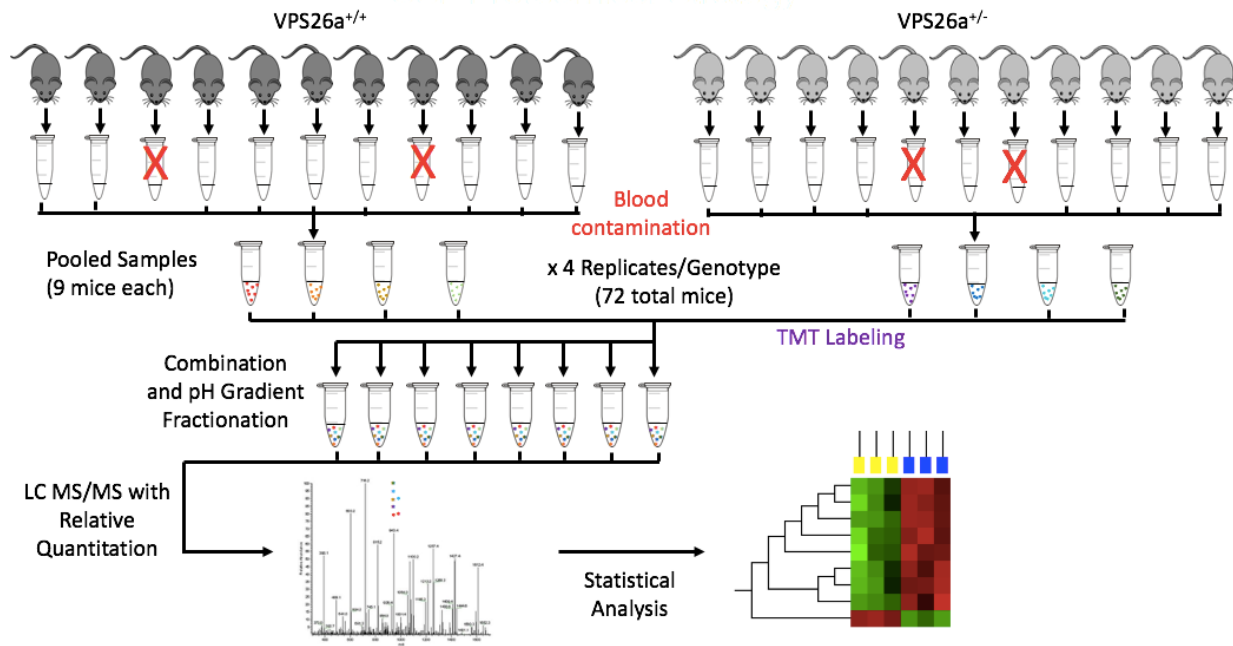 VPS26a+/+
VPS26a+/-
X
X
X
X
Blood
contamination
Pooled Samples
(9 mice each)
x 4 Replicates/Genotype
(72 total mice)
TMT Labeling
Combination
and pH Gradient
Fractionation
LC MS/MS with
Relative
Quantitation
Statistical
Analysis